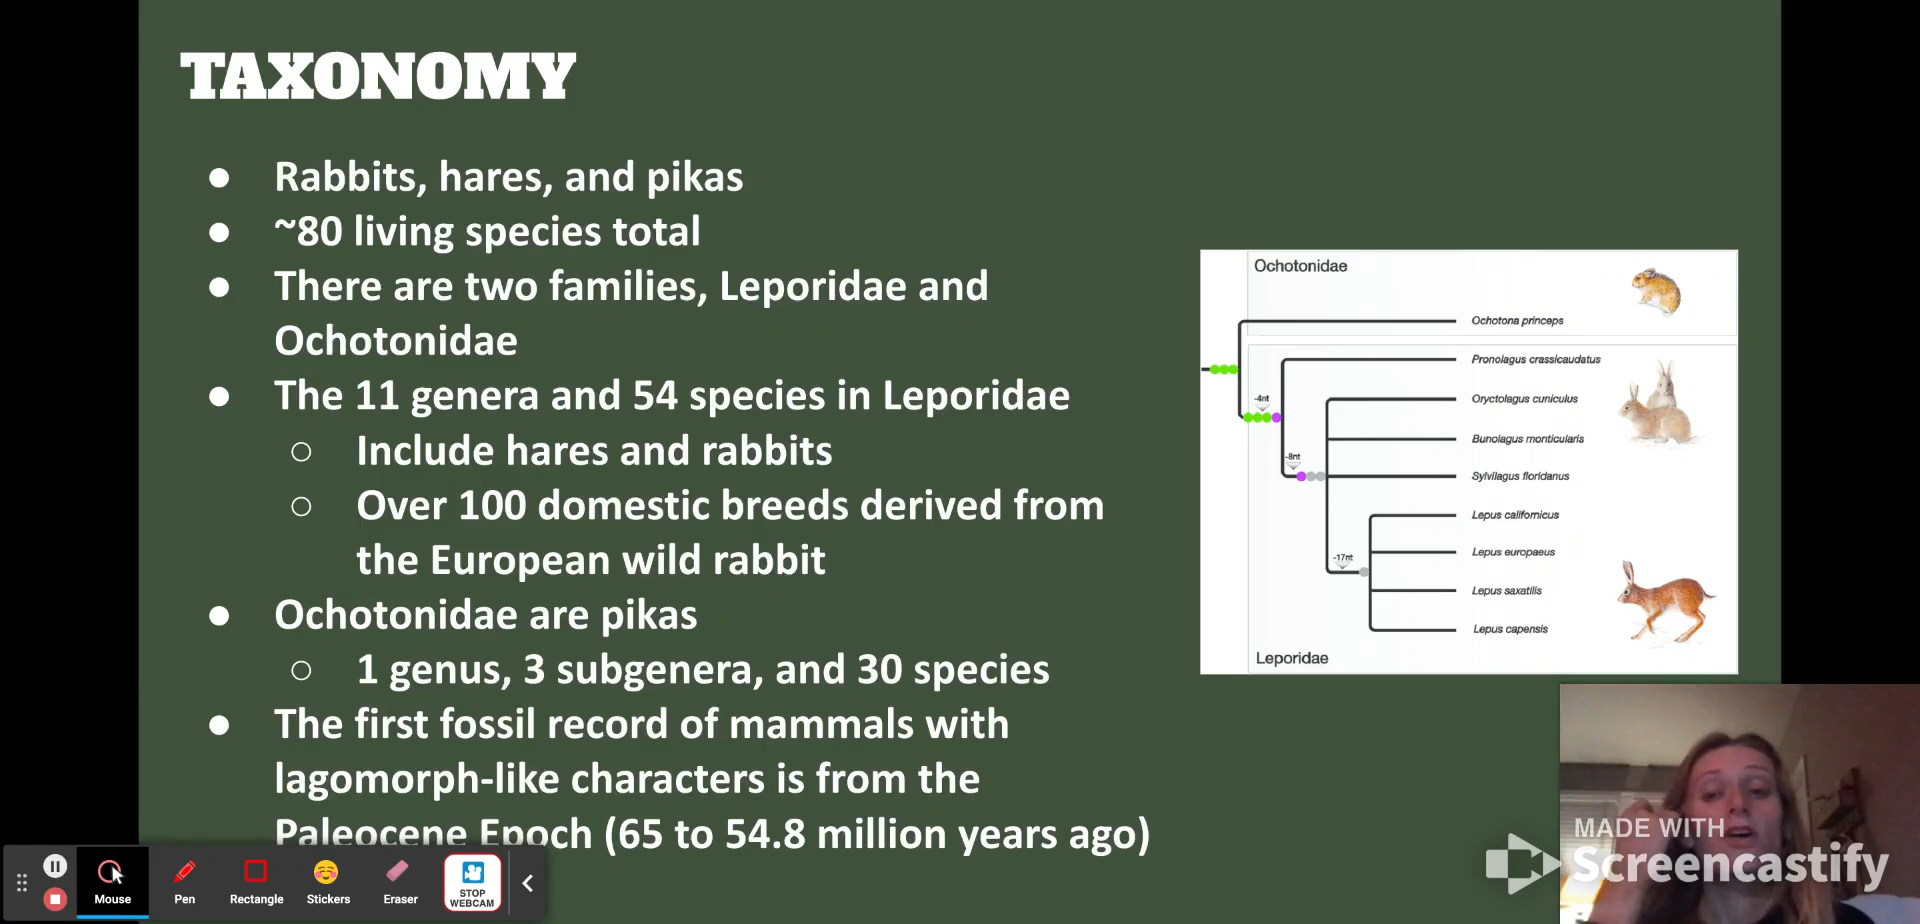 TAXONOMY
● Rabbits, hares, and pikas
● ~80 living species total
● There are two families, Leporidae and
Ochotonidae
● The 11 genera and 54 species in Leporidae
○ Include hares and rabbits
○ Over 100 domestic breeds derived from
the European wild rabbit
● Ochotonidae are pikas
○ 1 genus, 3 subgenera, and 30 species
● The first fossil record of mammals with
lagomorph-like characters is from the
Paleocene Epoch (65 to 54.8 million years ago)
Ochotonidae
Ochotona princeps
Pronolagus crassicaudatus
-4nt
Oryctolagus cuniculus
Bunolagus monticularis
-8nt
Sylvilagus floridanus
Lepus californicus
Lepus europaeus
-17nt
Lepus saxatilis
Lepus capensis
Leporidae
MADE WITH
Screencastify
Mouse
Pen
Rectangle
Stickers
Eraser
STOP
WEBCAM